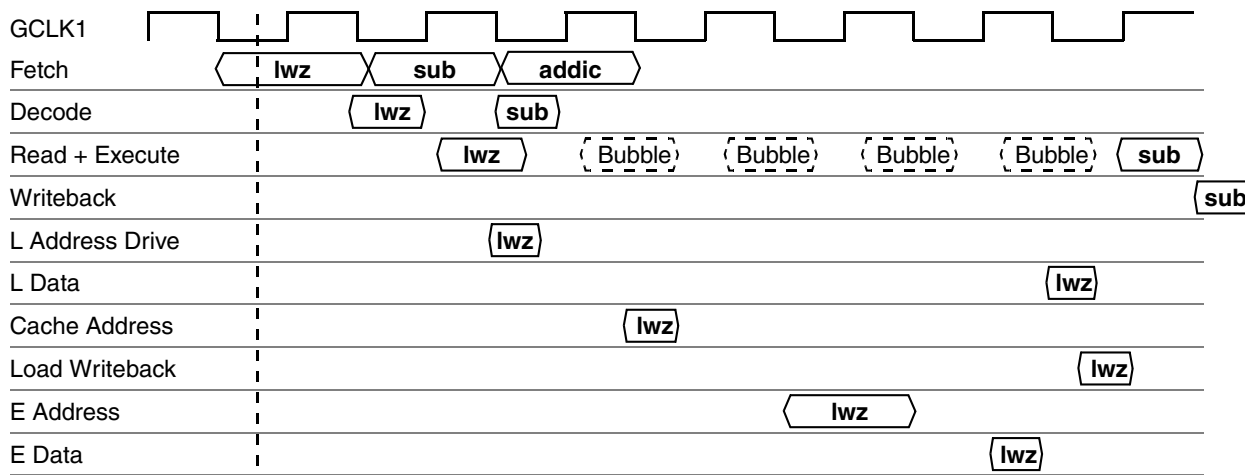 GCLK1
Fetch lwz sub addic
Decode lwz sub
Read + Execute lwz Bubble Bubble Bubble Bubble sub
Writeback sub
L Address Drive lwz
L Data lwz
Cache Address lwz
Load Writeback lwz
E Address lwz
E Data lwz